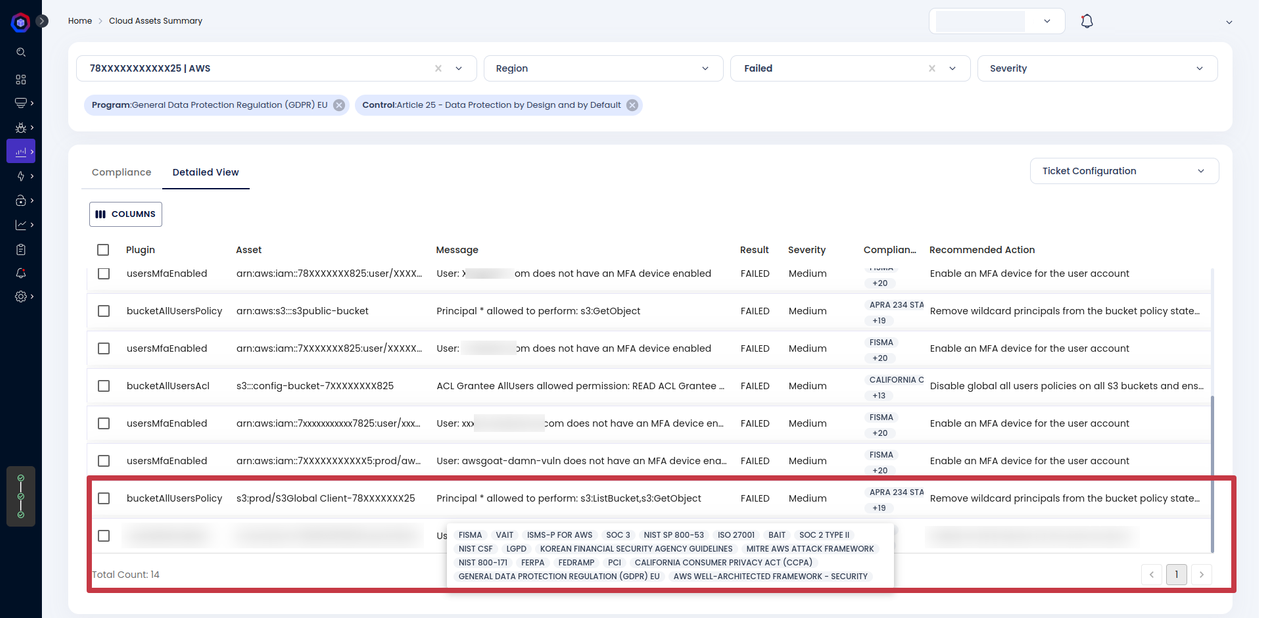 Home > Cloud Assets Summary
78XXXXXXXXXXX25 | AWS
Region
Failed
Severity
Program:General Data Protection Regulation (GDPR) EU
Control:Article 25 - Data Protection by Design and by Default
Compliance
Detailed View
Ticket Configuration
COLUMNS
Plugin Asset Message Result Severity Complian... Recommended Action
usersMfaEnabled arn:aws:iam::78XXXXXXX825:user/XXXX... User: X om does not have an MFA device enabled FAILED Medium FISMA Enable an MFA device for the user account
+20
bucketAllUsersPolicy arn:aws:s3:::s3public-bucket Principal * allowed to perform: s3:GetObject FAILED Medium APRA 234 STA Remove wildcard principals from the bucket policy state...
+19
usersMfaEnabled arn:aws:iam::7XXXXXXX825:user/XXXXX... User: om does not have an MFA device enabled FAILED Medium FISMA Enable an MFA device for the user account
+20
bucketAllUsersAcl s3:::config-bucket-7XXXXXXXX825 ACL Grantee AllUsers allowed permission: READ ACL Grantee ... FAILED Medium CALIFORNIA C Disable global all users policies on all S3 buckets and ens...
+13
usersMfaEnabled arn:aws:iam::7xxxxxxxxxxx7825:user/xxx... User: xxx com does not have an MFA device en... FAILED Medium FISMA Enable an MFA device for the user account
+20
usersMfaEnabled arn:aws:iam::7XXXXXXXXXXX5:prod/aw... User: awsgoat-damn-vuln does not have an MFA device ena... FAILED Medium FISMA Enable an MFA device for the user account
+20
bucketAllUsersPolicy s3:prod/S3Global Client-78XXXXXXX25 Principal * allowed to perform: s3:ListBucket,s3:GetObject FAILED Medium APRA 234 STA Remove wildcard principals from the bucket policy state...
+19
Us
FISMA VAIT ISMS-P FOR AWS SOC 3 NIST SP 800-53 ISO 27001 BAIT SOC 2 TYPE II
NIST CSF LGPD KOREAN FINANCIAL SECURITY AGENCY GUIDELINES MITRE AWS ATTACK FRAMEWORK
NIST 800-171 FERPA FEDRAMP PCI CALIFORNIA CONSUMER PRIVACY ACT (CCPA)
GENERAL DATA PROTECTION REGULATION (GDPR) EU AWS WELL-ARCHITECTED FRAMEWORK - SECURITY
Total Count: 14
< 1 >